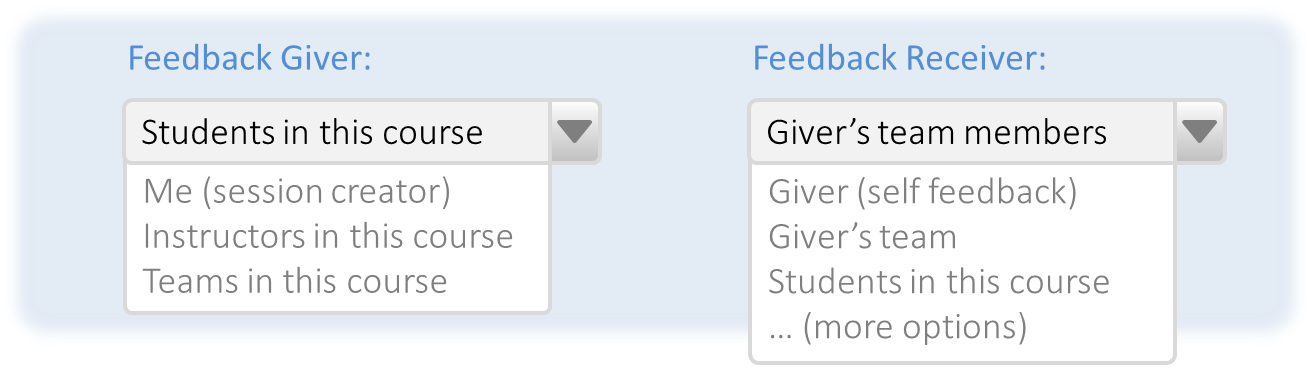 Feedback Giver:
Students in this course
Me (session creator)
Instructors in this course
Teams in this course
Feedback Receiver:
Giver’s team members
Giver (self feedback)
Giver’s team
Students in this course
... (more options)